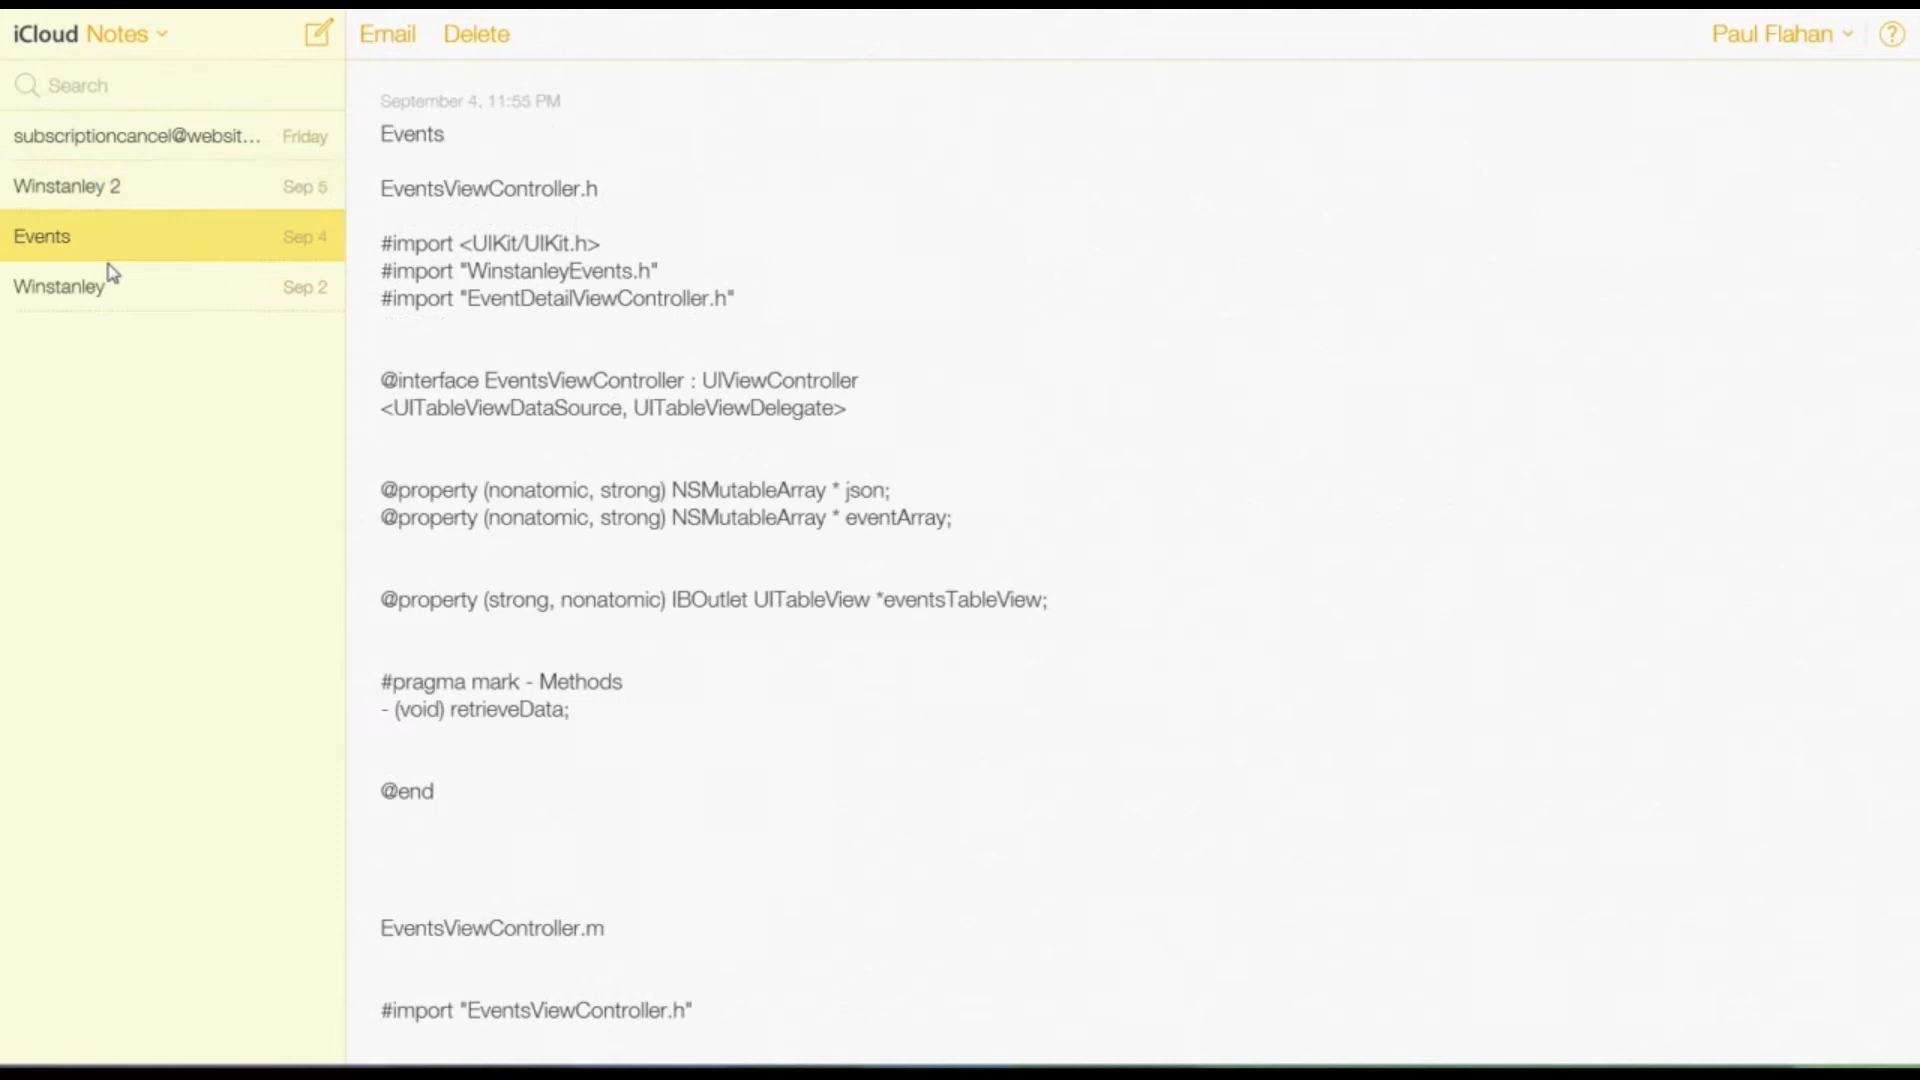 iCloud Notes
Email Delete
Paul Flahan
?
Search
subscriptioncancel@websit... Friday
Winstanley 2 Sep 5
Events Sep 4
Winstanley Sep 2
September 4, 11:55 PM
Events
EventsViewController.h
#import <UIKit/UIKit.h>
#import "WinstanleyEvents.h"
#import "EventDetailViewController.h"
@interface EventsViewController : UIViewController
<UITableViewDataSource, UITableViewDelegate>
@property (nonatomic, strong) NSMutableArray * json;
@property (nonatomic, strong) NSMutableArray * eventArray;
@property (strong, nonatomic) IBOutlet UITableView *eventsTableView;
#pragma mark - Methods
- (void) retrieveData;
@end
EventsViewController.m
#import "EventsViewController.h"